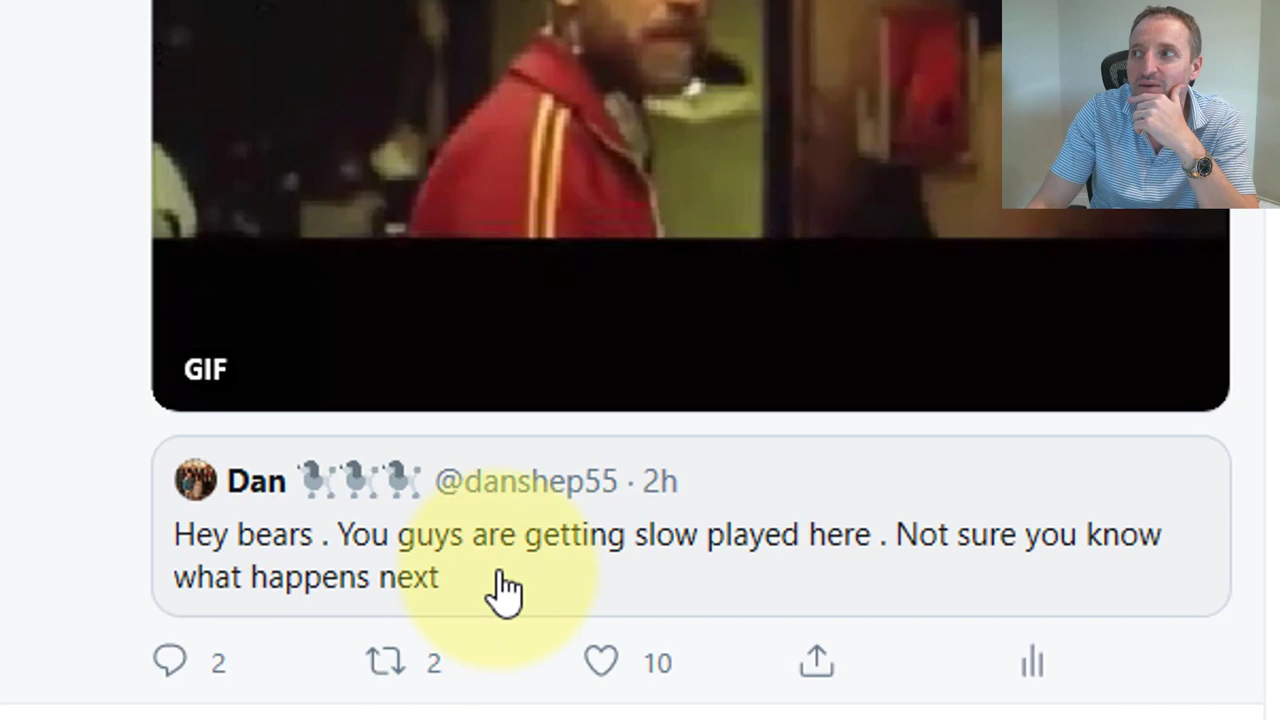 GIF
Dan 🐩🐩🐩 @danshep55 · 2h
Hey bears . You guys are getting slow played here . Not sure you know
what happens next
2 2 10